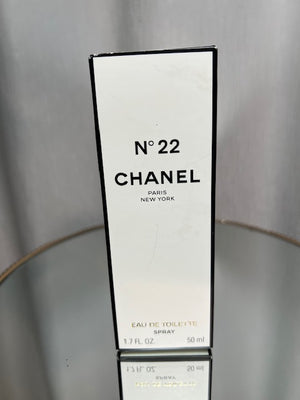 N° 22
CHANEL
PARIS
NEW YORK
EAU DE TOILETTE
SPRAY
1.7 FL. OZ. 50 ml